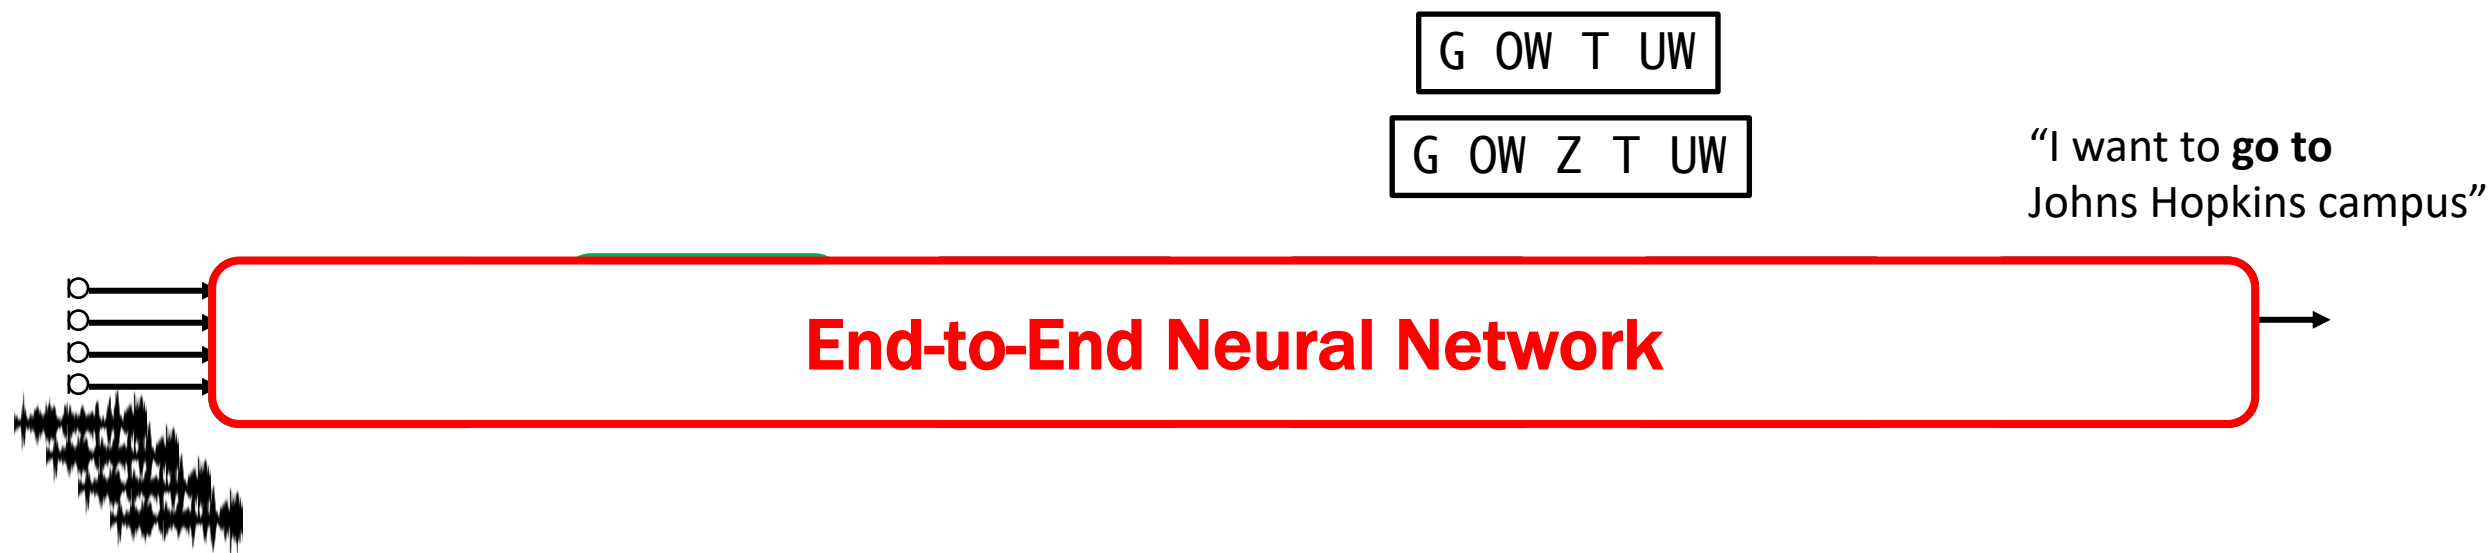 G OW T UW
G OW Z T UW
“I want to go to
Johns Hopkins campus”
End-to-End Neural Network